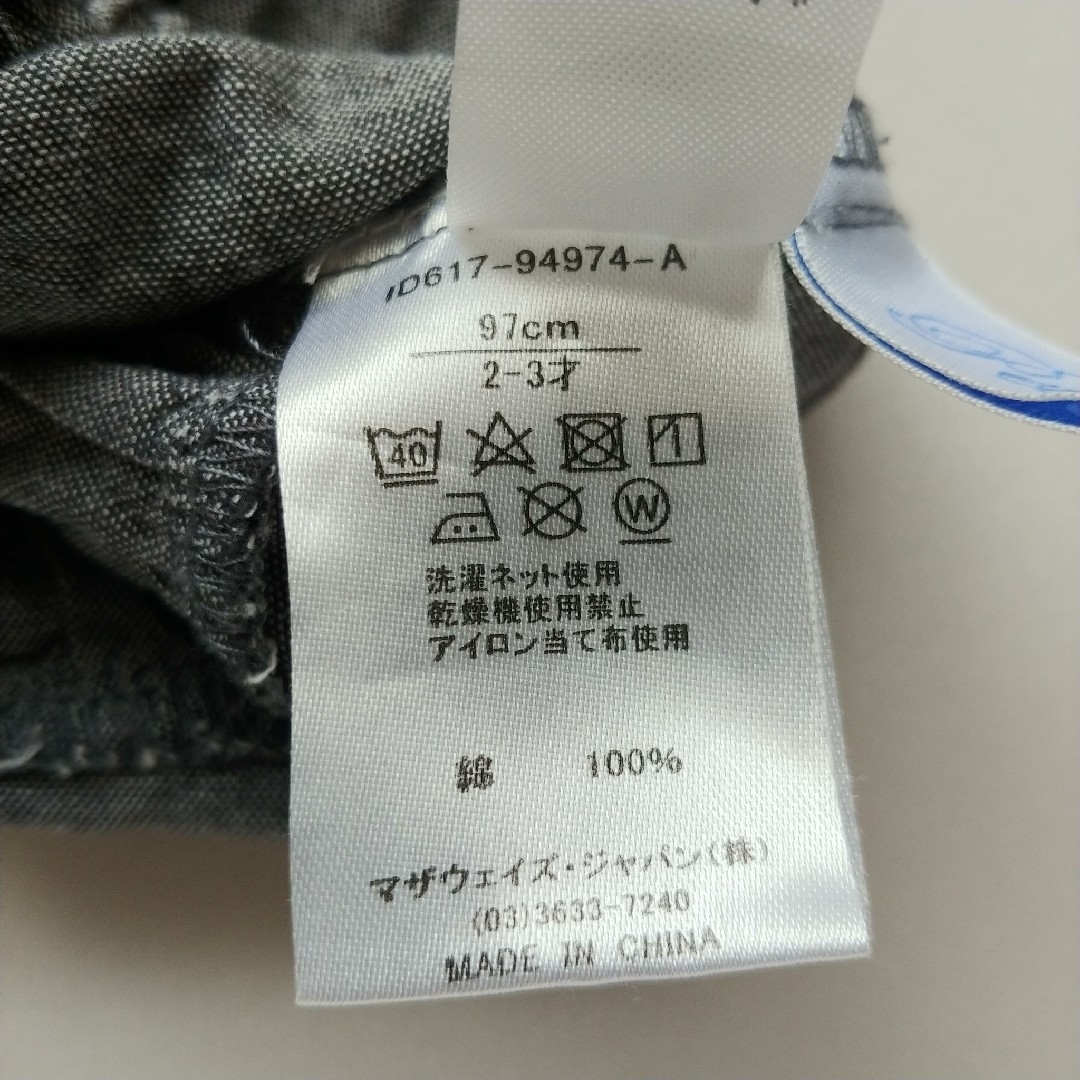 ID617-94974-A
97cm
2-3才
40
W
洗濯ネット使用
乾燥機使用禁止
アイロン当て布使用
綿 100%
マザウェイズ・ジャパン(株)
(03)3633-7240
MADE IN CHINA